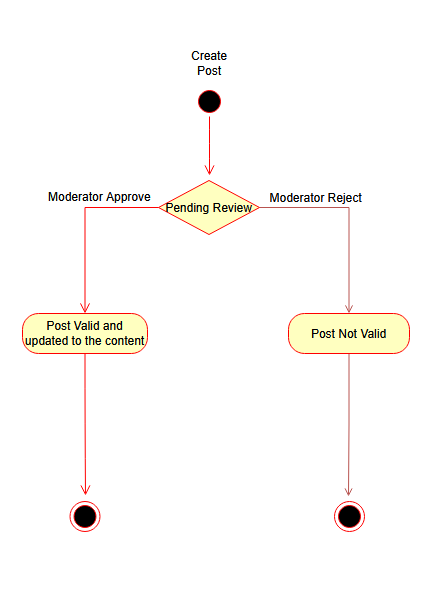 Create
Post
Moderator Approve
Moderator Reject
Pending Review
Post Valid and
updated to the content
Post Not Valid